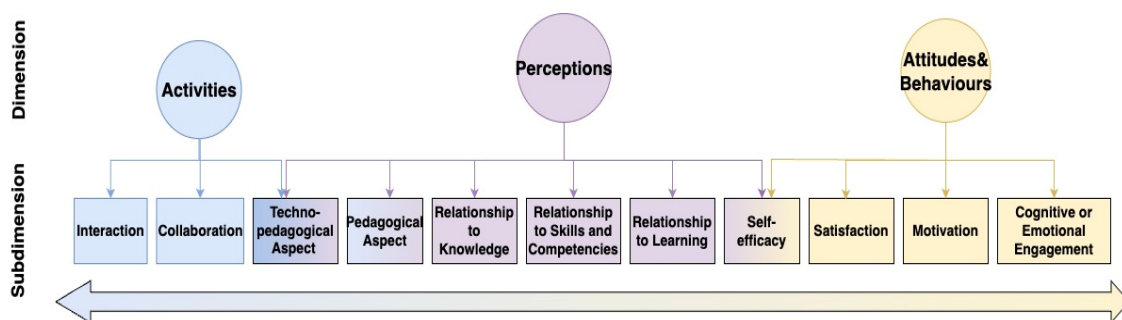 Dimension
Activities
Perceptions
Attitudes&
Behaviours
Subdimension
Interaction
Collaboration
Techno-
pedagogical
Aspect
Pedagogical
Aspect
Relationship
to
Knowledge
Relationship
to Skills and
Competencies
Relationship
to Learning
Self-
efficacy
Satisfaction
Motivation
Cognitive or
Emotional
Engagement